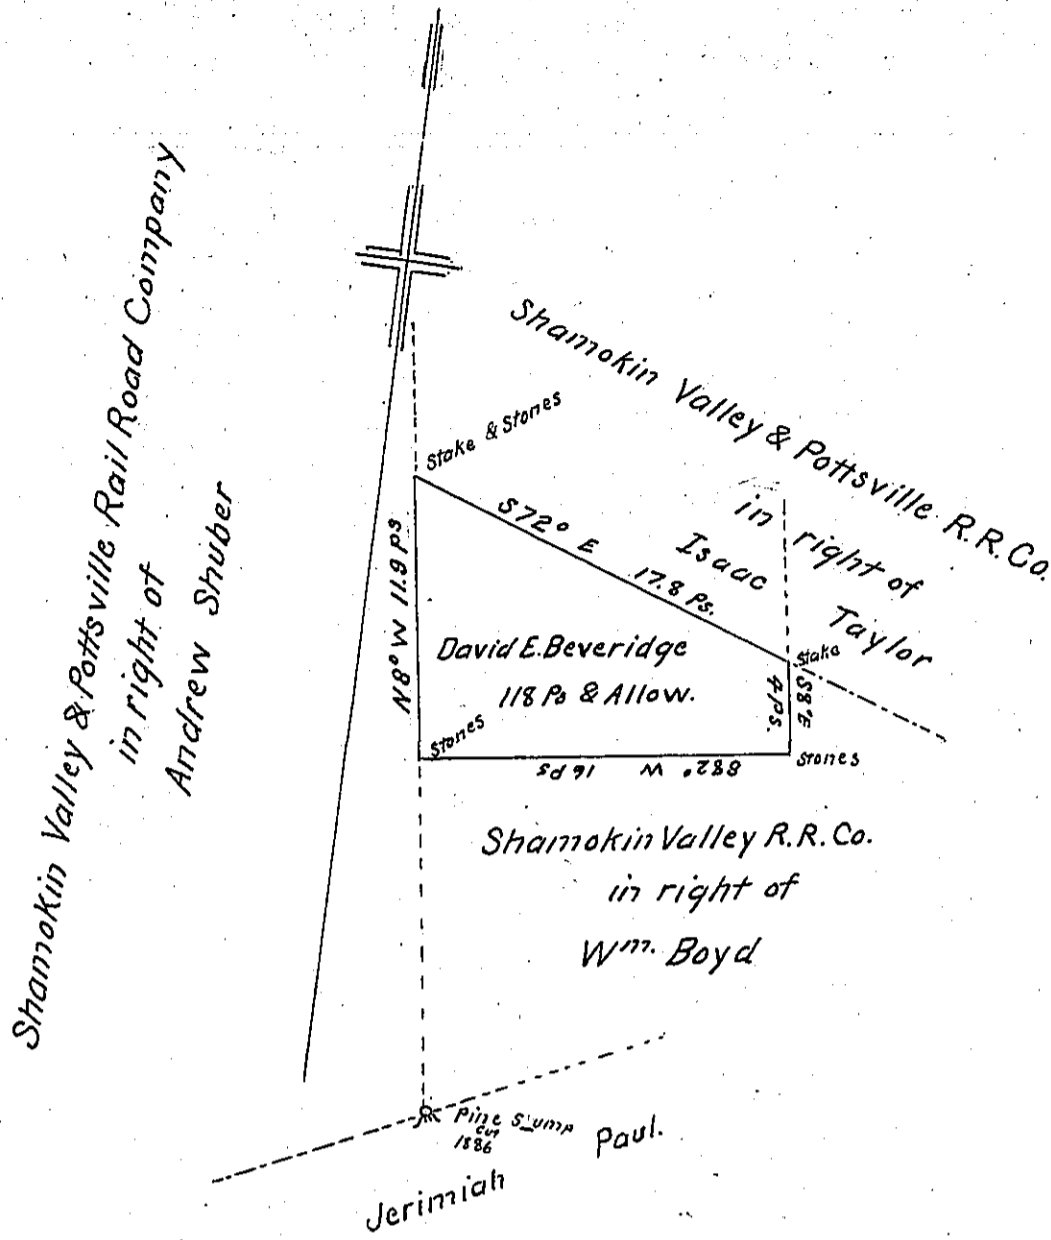 Shamokin Valley & Pottsville Rail Road Company
in right of
Andrew Shuber
Shamokin Valley & Pottsville R.R. Co.
in right of
Isaac Taylor
Stake & Stones
S72° E 17.8 Ps.
N8° W 11.9 ps
David E. Beveridge
118 Ps & Allow.
Stake
S8°E
4 ps.
Stones
Stones
S82° W 16 ps
Shamokin Valley R.R. Co.
in right of
Wm. Boyd
Pine Stump
Cut
1886
Jerimiah Paul.